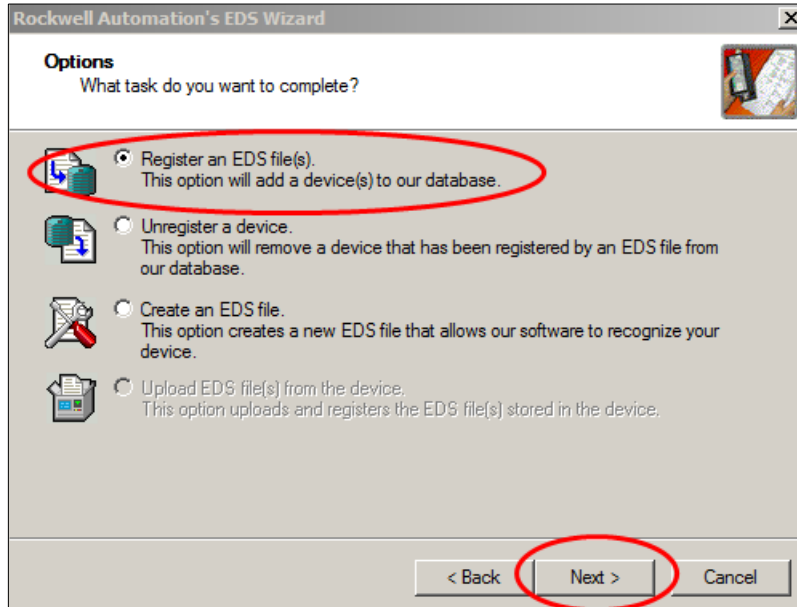 Rockwell Automation's EDS Wizard
Options
What task do you want to complete?
Register an EDS file(s).
This option will add a device(s) to our database.
Unregister a device.
This option will remove a device that has been registered by an EDS file from
our database.
Create an EDS file.
This option creates a new EDS file that allows our software to recognize your
device.
Upload EDS file(s) from the device.
This option uploads and registers the EDS file(s) stored in the device.
< Back
Next >
Cancel